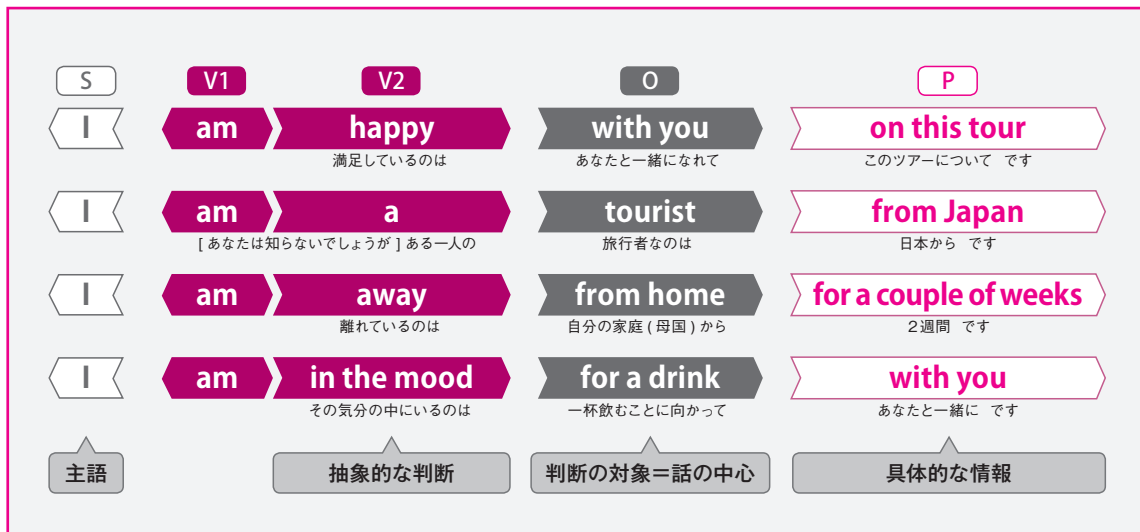 S V1 V2 O P
I am happy with you on this tour
満足しているのは あなたと一緒になれて このツアーについて です
I am a tourist from Japan
[ あなたは知らないでしょうが ] ある一人の 旅行者なのは 日本から です
I am away from home for a couple of weeks
離れているのは 自分の家庭 ( 母国 ) から 2週間 です
I am in the mood for a drink with you
その気分の中にいるのは 一杯飲むことに向かって あなたと一緒に です
主語 抽象的な判断 判断の対象＝話の中心 具体的な情報